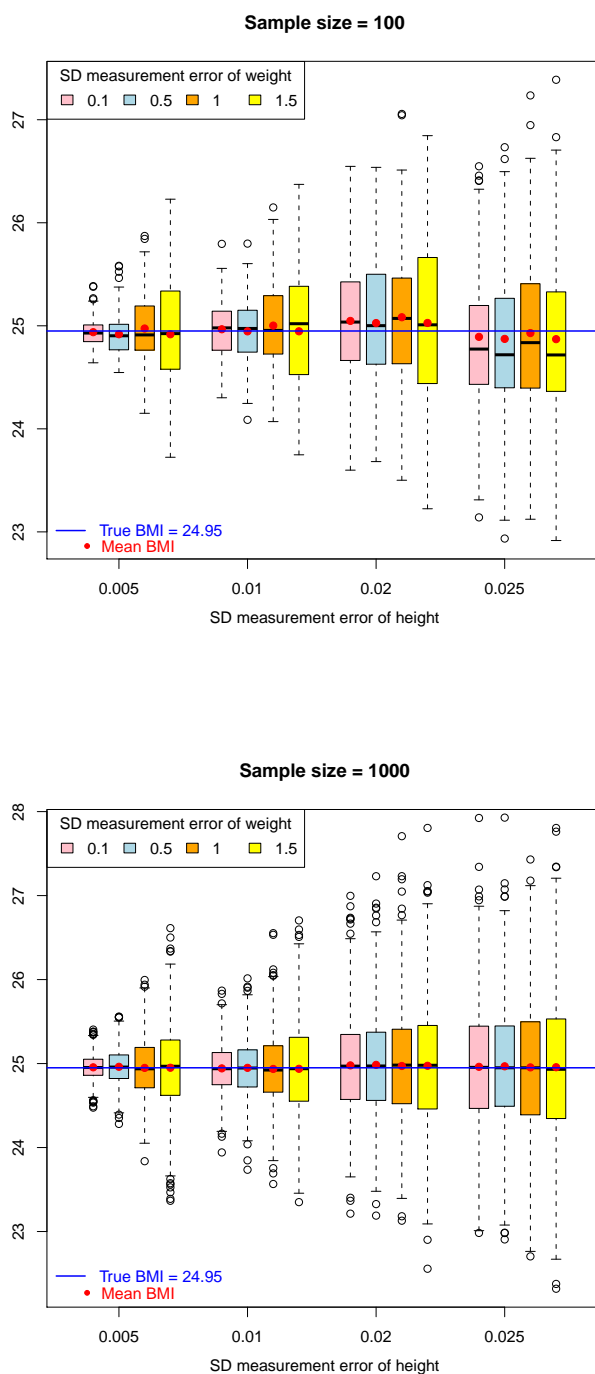 Sample size = 100
SD measurement error of weight
0.1 0.5 1 1.5
27
26
25
24
23
True BMI = 24.95
Mean BMI
0.005 0.01 0.02 0.025
SD measurement error of height
Sample size = 1000
SD measurement error of weight
0.1 0.5 1 1.5
28
27
26
25
24
23
True BMI = 24.95
Mean BMI
0.005 0.01 0.02 0.025
SD measurement error of height